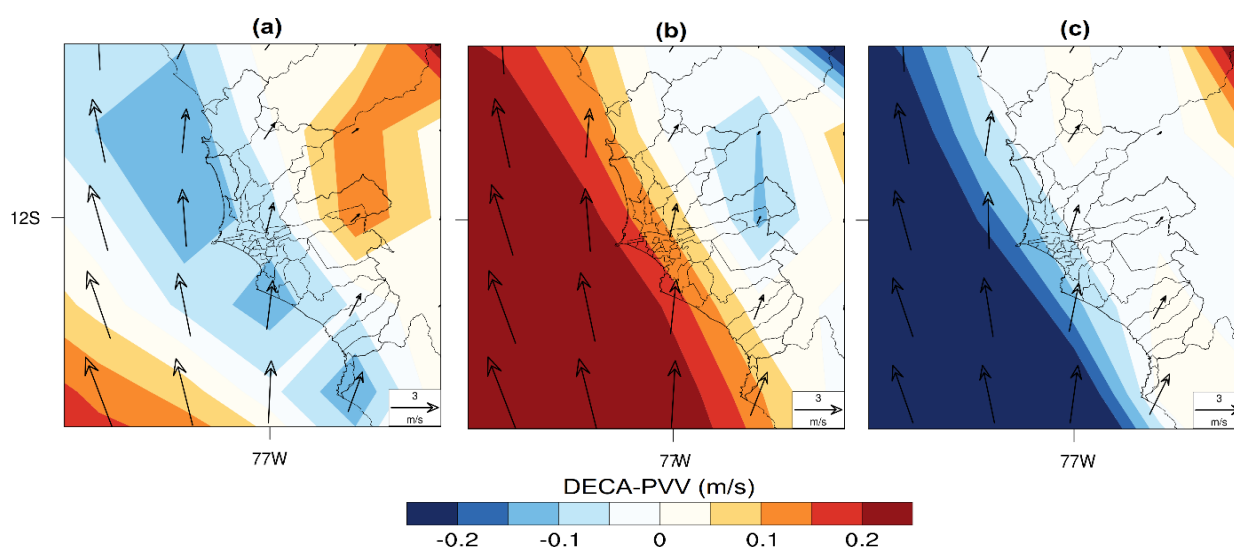 (a) (b) (c)
12S
3 3 3
m/s m/s m/s
77W 77W 77W
DECA-PVV (m/s)
-0.2 -0.1 0 0.1 0.2